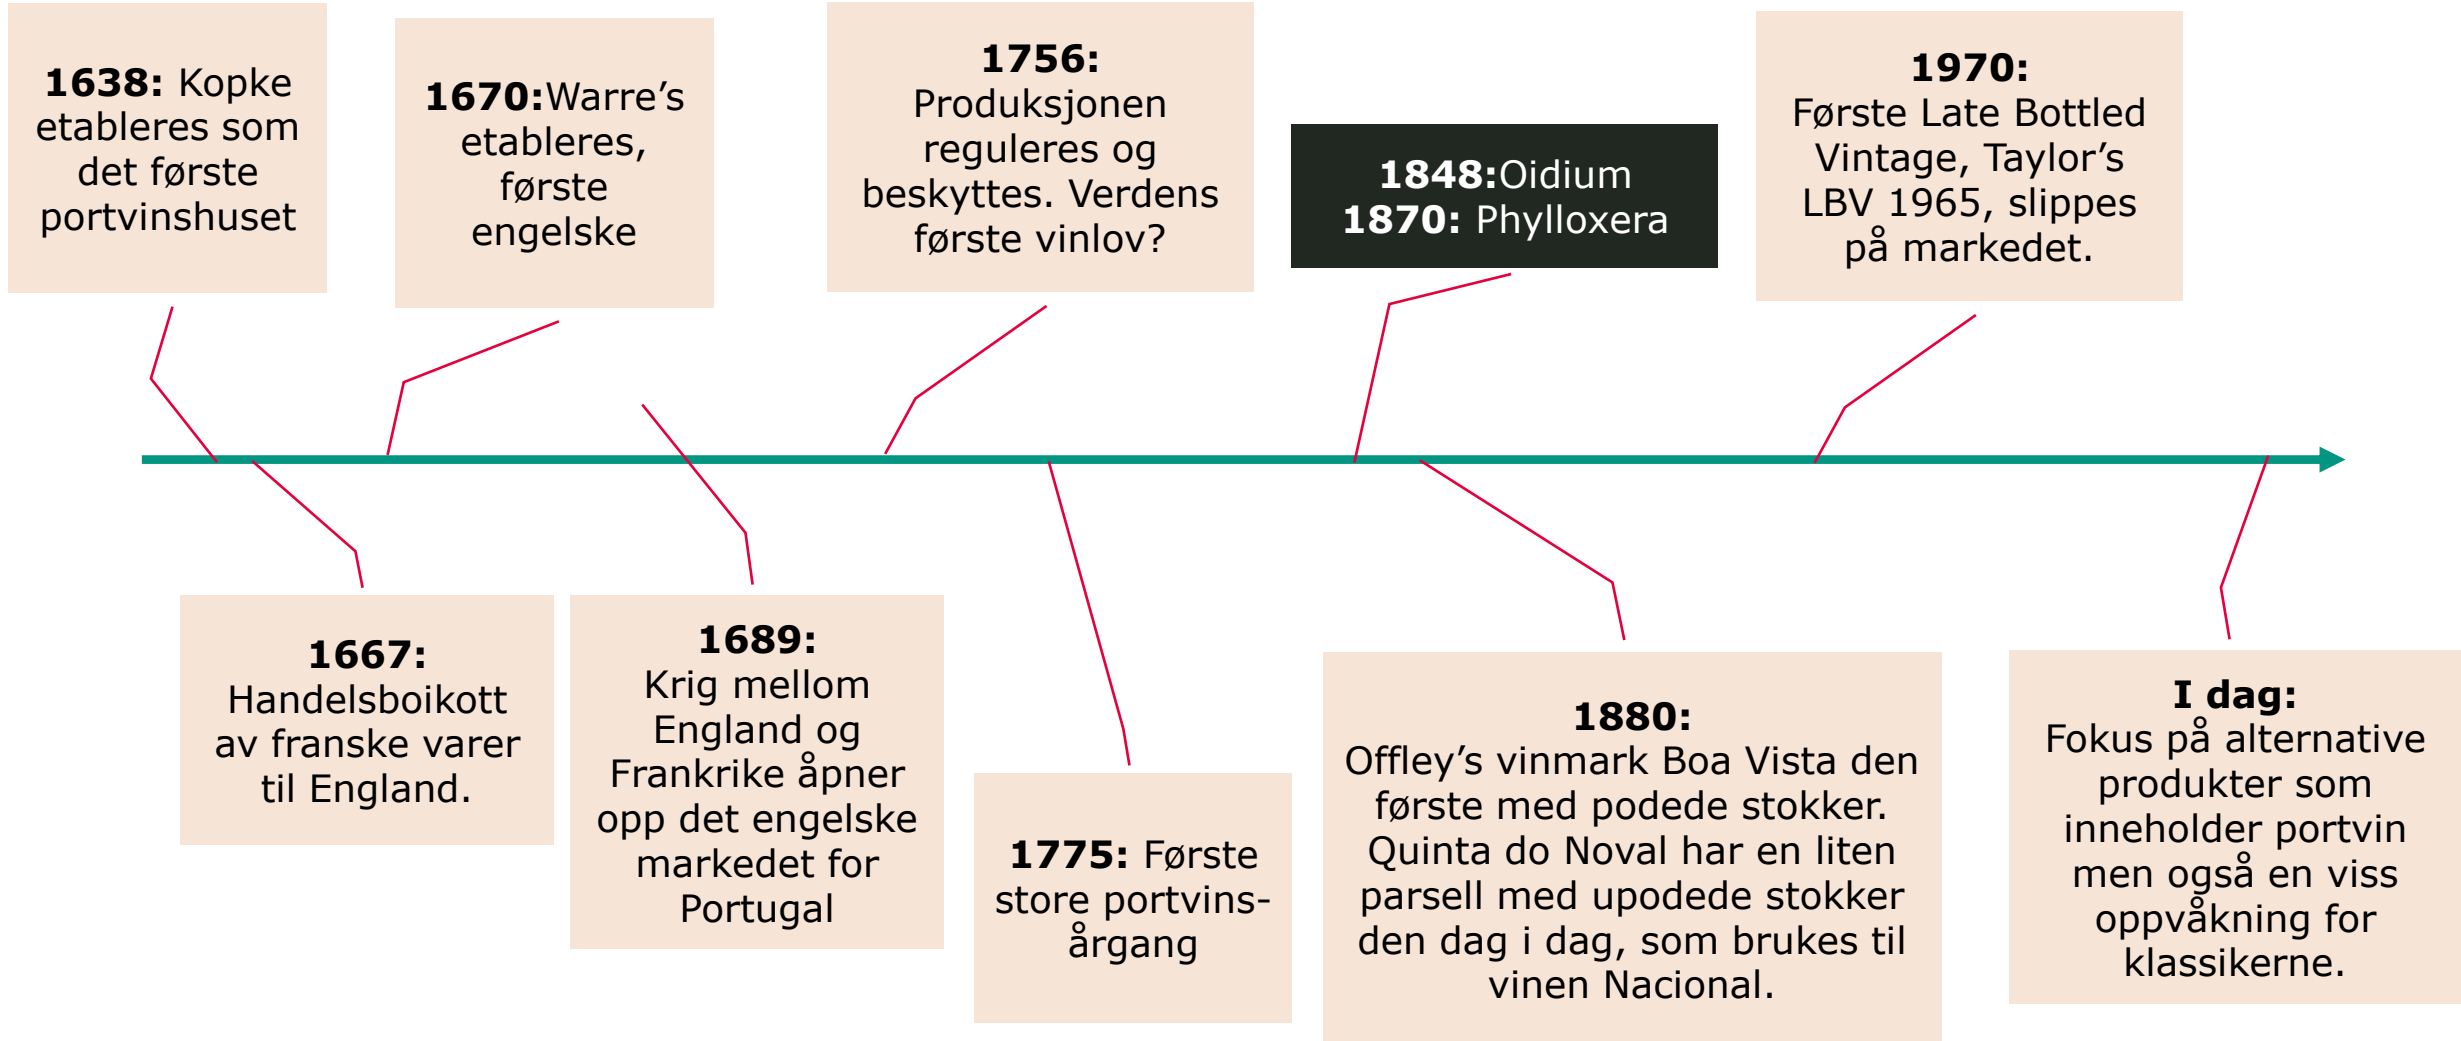 1638: Kopke
etableres som
det første
portvinshuset
1670:Warre’s
etableres,
første
engelske
1756:
Produksjonen
reguleres og
beskyttes. Verdens
første vinlov?
1848:Oidium
1870: Phylloxera
1970:
Første Late Bottled
Vintage, Taylor’s
LBV 1965, slippes
på markedet.
1667:
Handelsboikott
av franske varer
til England.
1689:
Krig mellom
England og
Frankrike åpner
opp det engelske
markedet for
Portugal
1775: Første
store portvins-
årgang
1880:
Offley’s vinmark Boa Vista den
første med podede stokker.
Quinta do Noval har en liten
parsell med upodede stokker
den dag i dag, som brukes til
vinen Nacional.
I dag:
Fokus på alternative
produkter som
inneholder portvin
men også en viss
oppvåkning for
klassikerne.